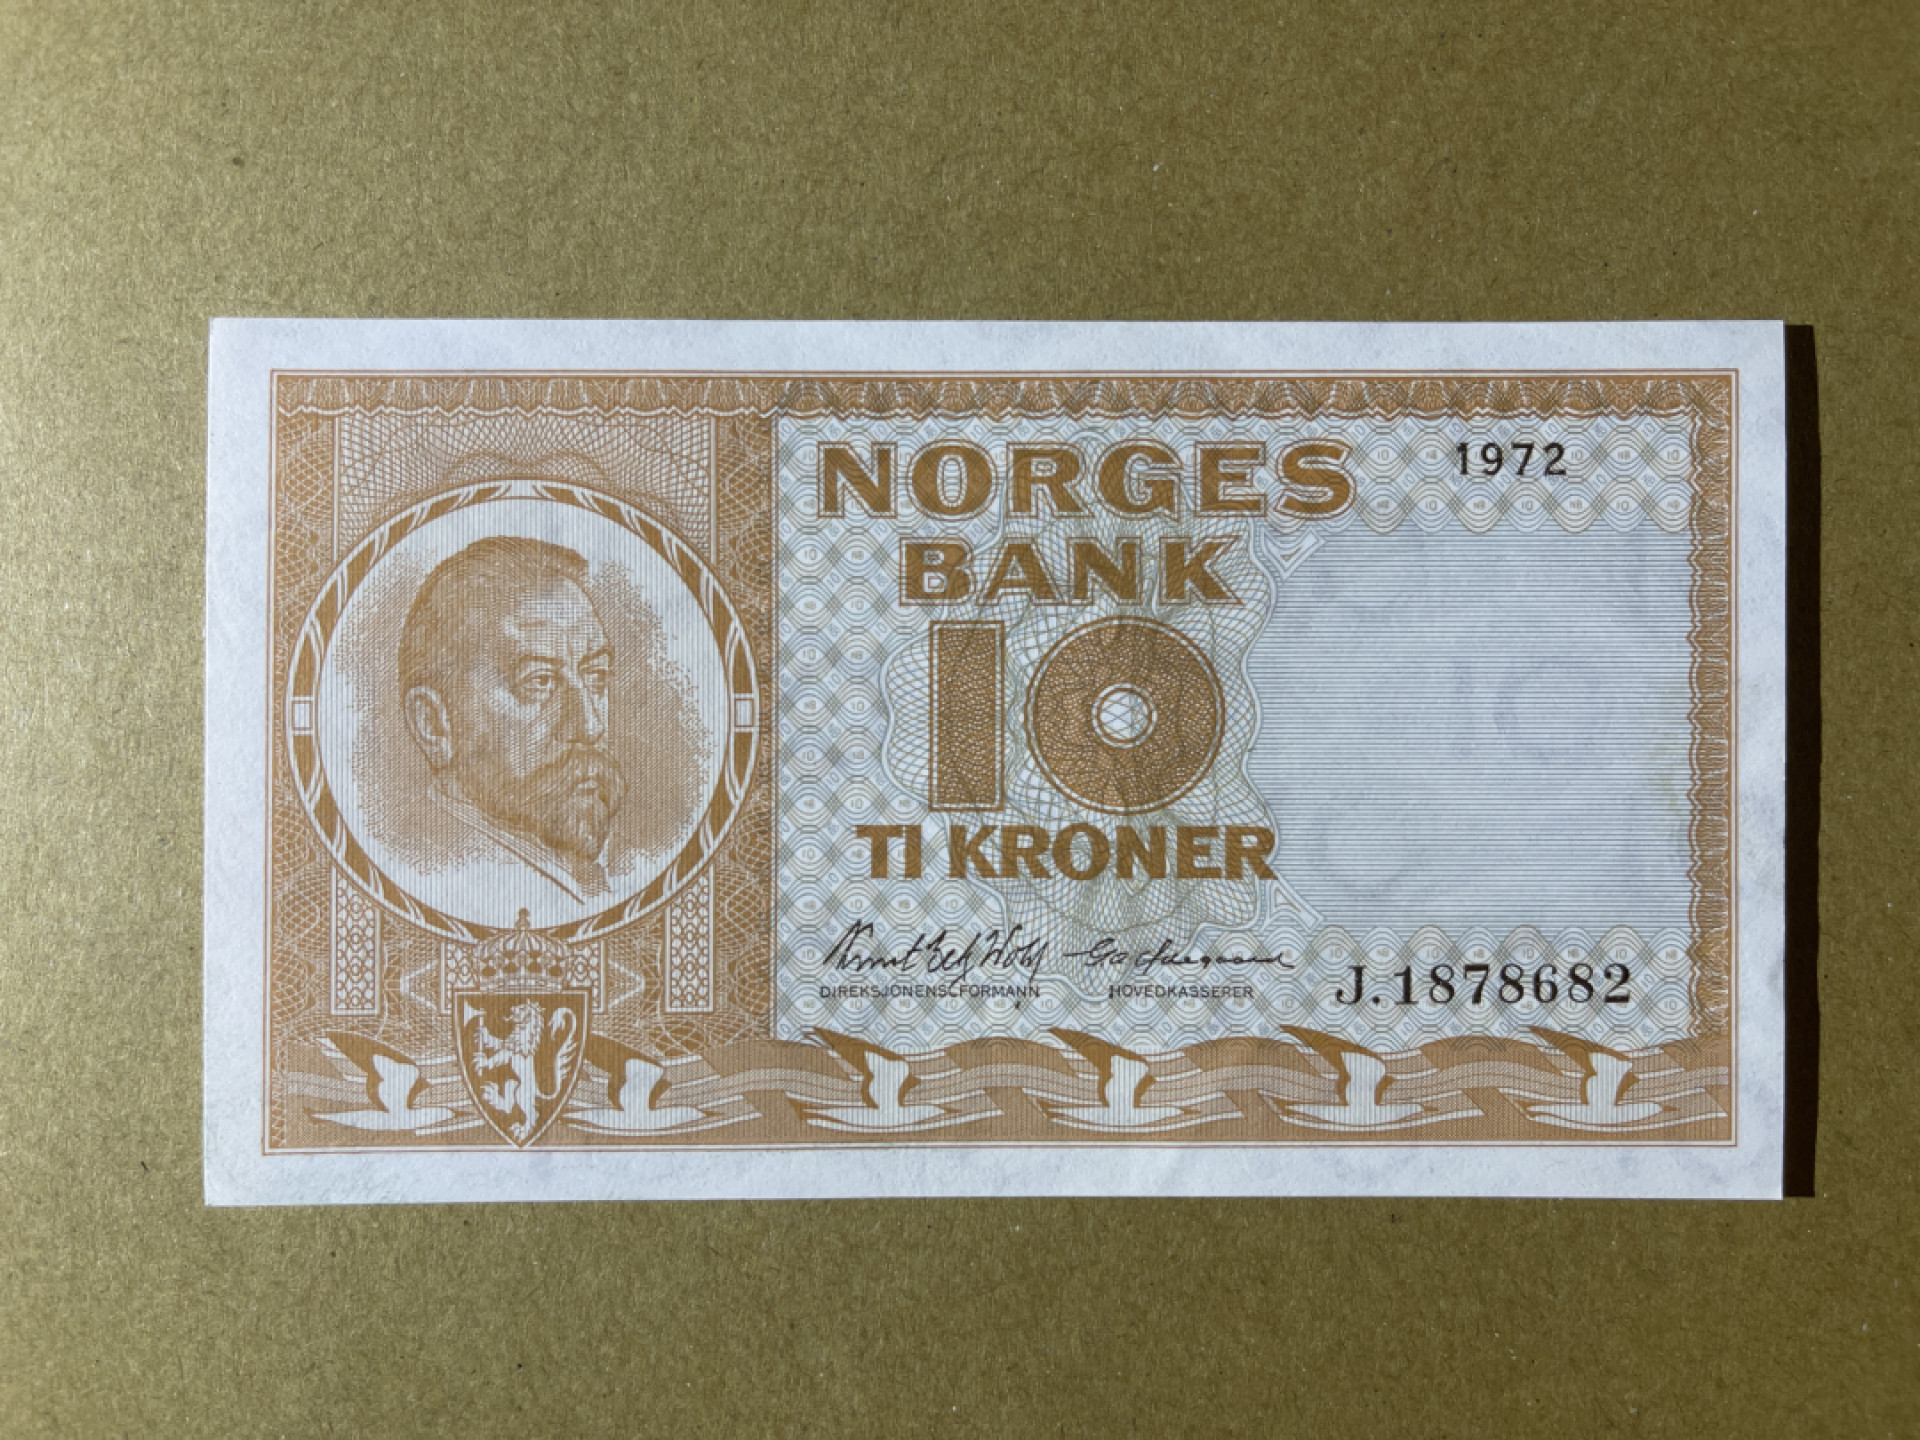 NORGES
BANK
1972
10
TI KRONER
DIREKSJONENS FORMANN
HOVEDKASSERER
J.1878682